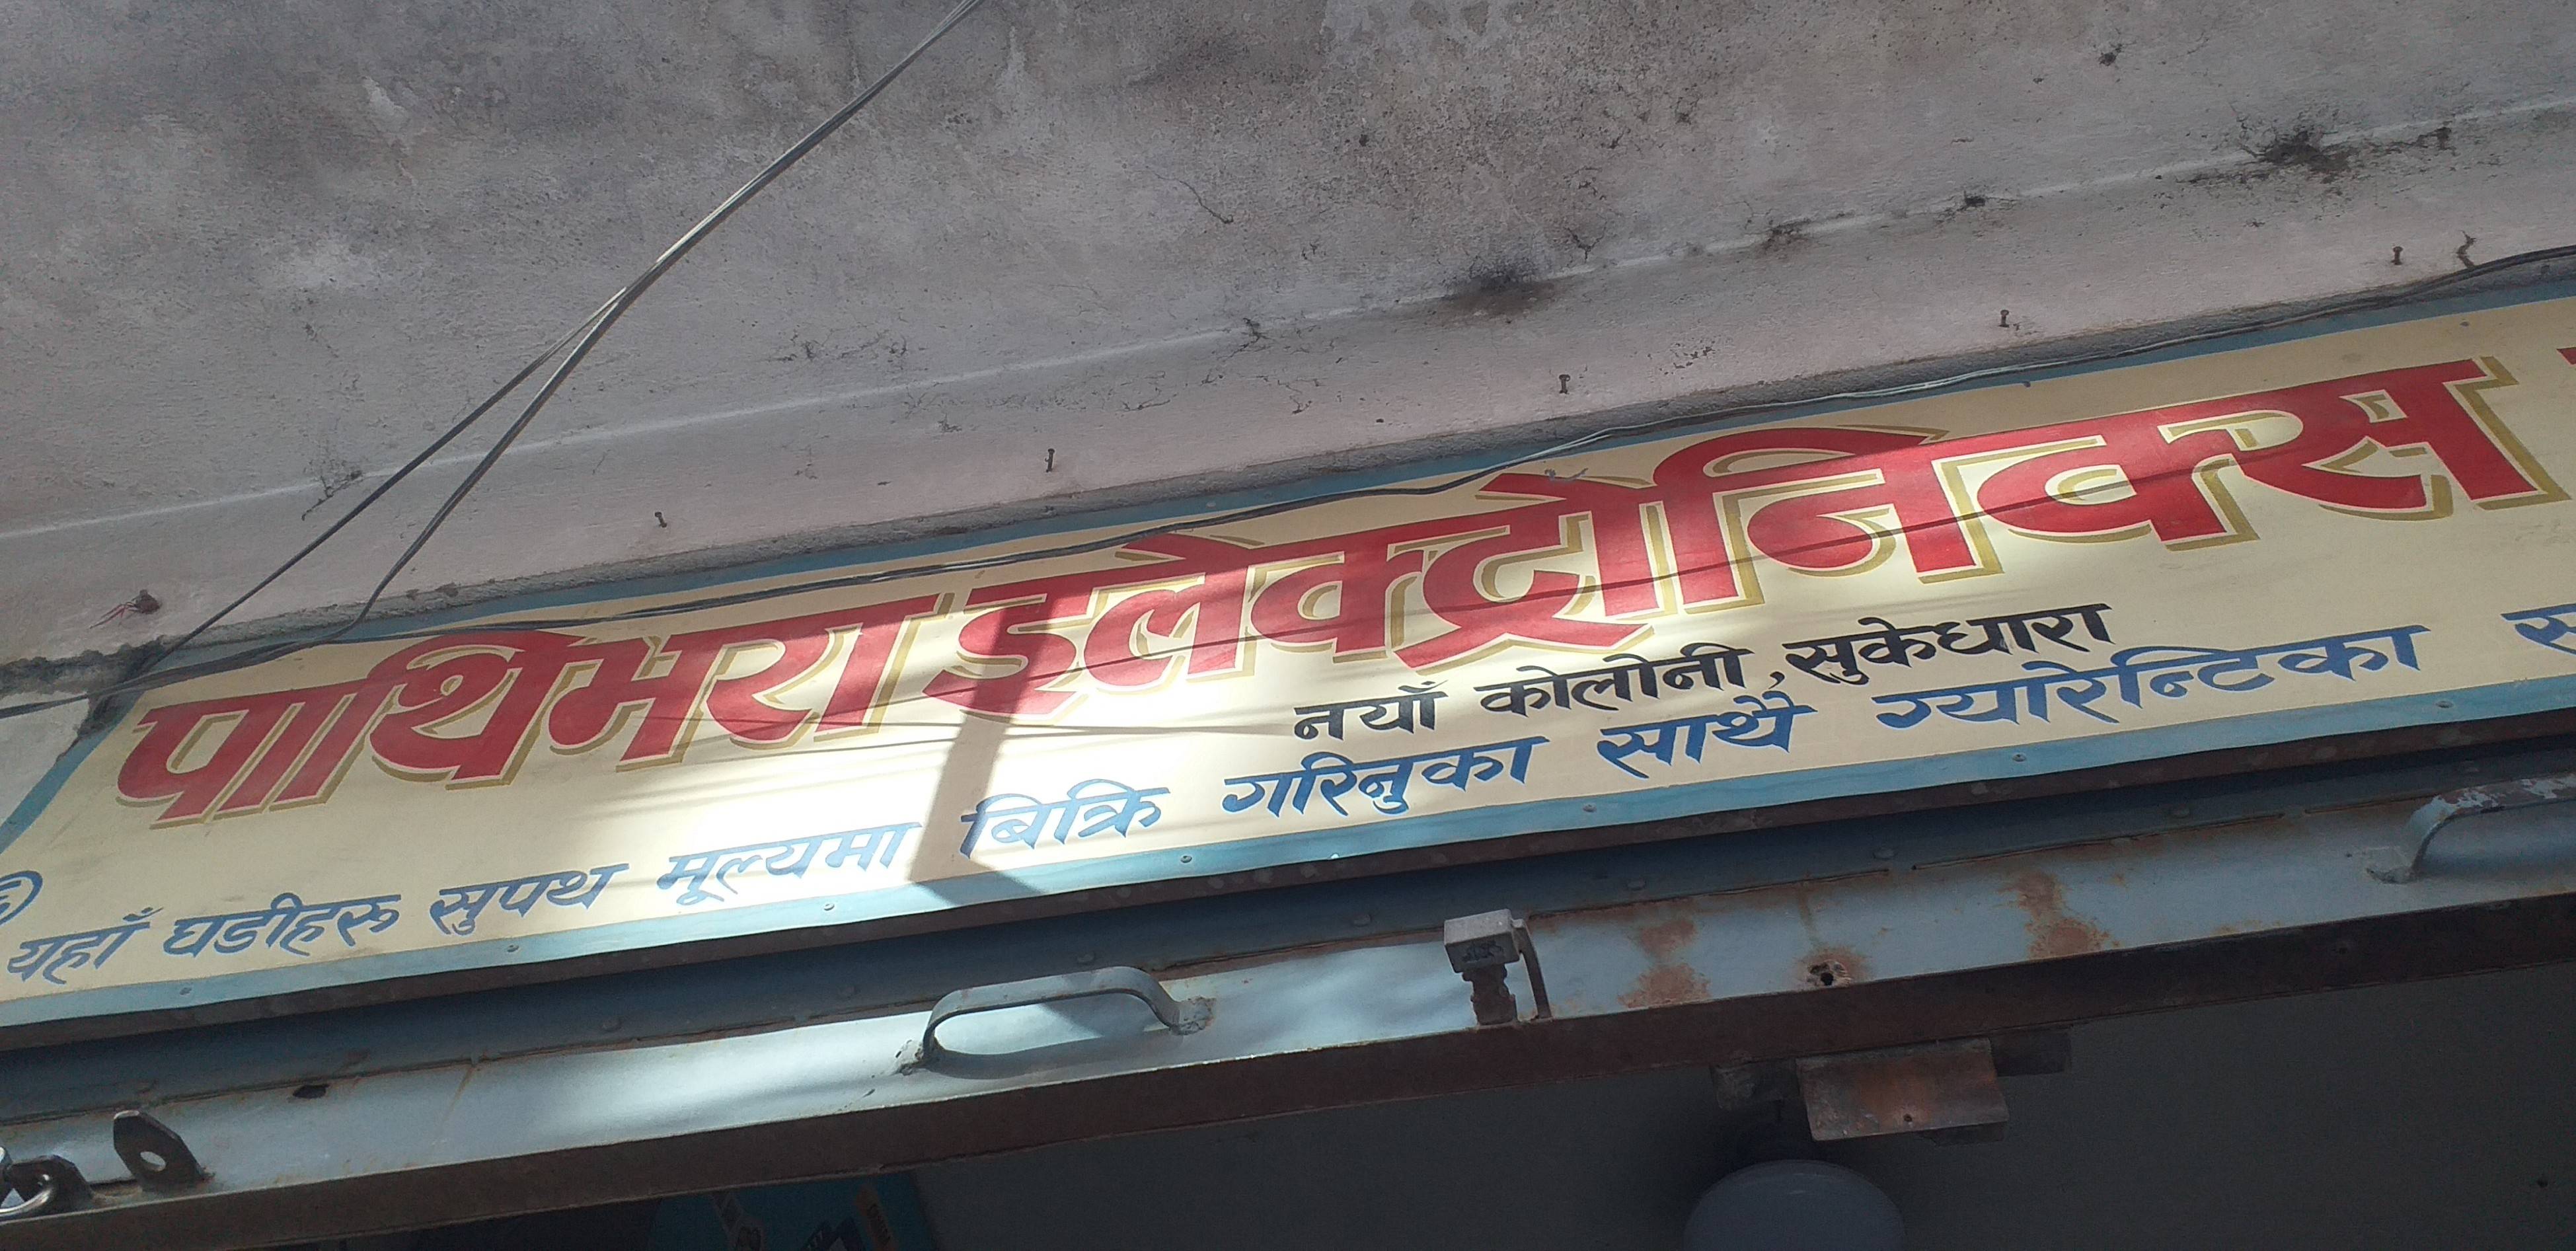 पाथिभरा इलेक्ट्रोनिक्स
नयाँ कोलोनी, सुकेधारा
यहाँ घडीहरू सुपथ मूल्यमा बिक्रि गरिनुका साथै ग्यारेन्टिका